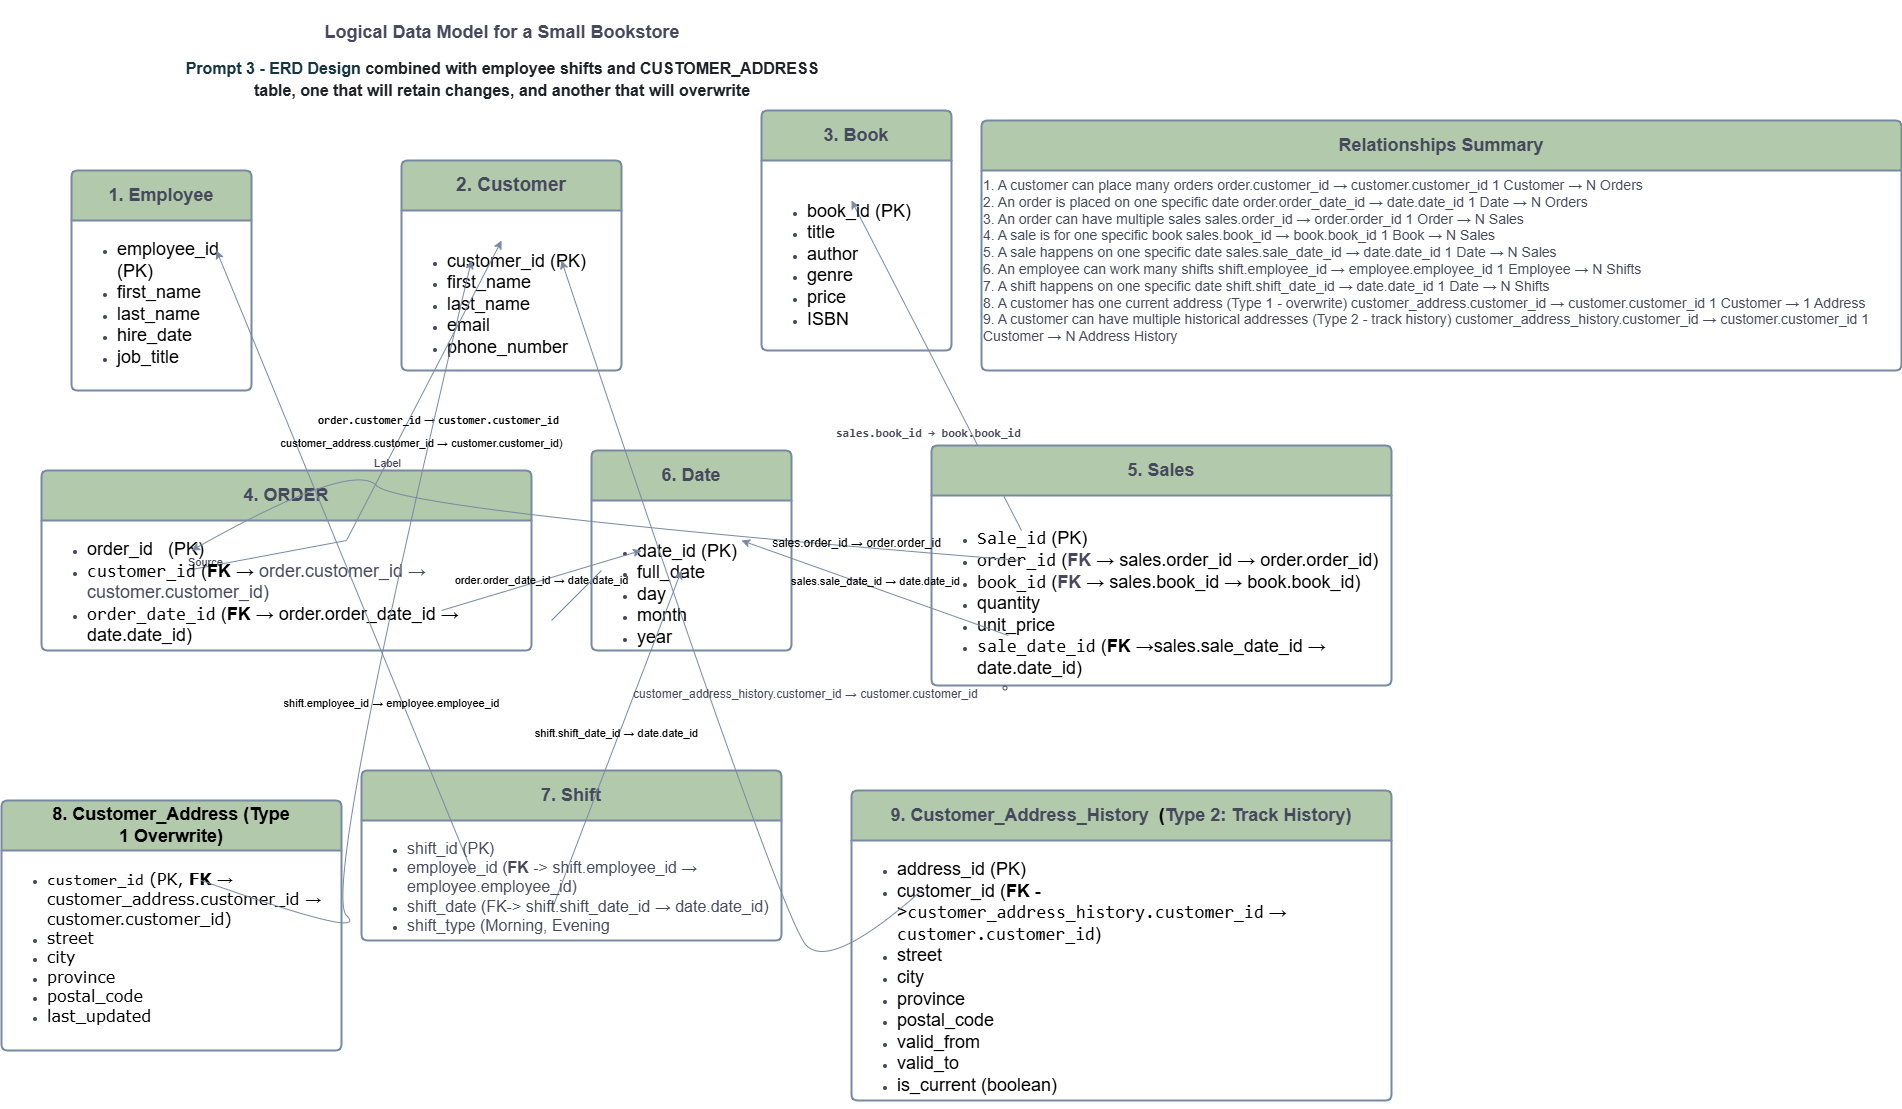 Logical Data Model for a Small Bookstore
Prompt 3 - ERD Design combined with employee shifts and CUSTOMER_ADDRESS
table, one that will retain changes, and another that will overwrite
1. Employee
employee_id
(PK)
first_name
last_name
hire_date
job_title
2. Customer
customer_id (PK)
first_name
last_name
email
phone_number
3. Book
book_id (PK)
title
author
genre
price
ISBN
Relationships Summary
1. A customer can place many orders order.customer_id → customer.customer_id 1 Customer → N Orders
2. An order is placed on one specific date order.order_date_id → date.date_id 1 Date → N Orders
3. An order can have multiple sales sales.order_id → order.order_id 1 Order → N Sales
4. A sale is for one specific book sales.book_id → book.book_id 1 Book → N Sales
5. A sale happens on one specific date sales.sale_date_id → date.date_id 1 Date → N Sales
6. An employee can work many shifts shift.employee_id → employee.employee_id 1 Employee → N Shifts
7. A shift happens on one specific date shift.shift_date_id → date.date_id 1 Date → N Shifts
8. A customer has one current address (Type 1 - overwrite) customer_address.customer_id → customer.customer_id 1 Customer → 1 Address
9. A customer can have multiple historical addresses (Type 2 - track history) customer_address_history.customer_id → customer.customer_id 1
Customer → N Address History
order.customer_id → customer.customer_id
customer_address.customer_id → customer.customer_id)
Label
sales.book_id → book.book_id
4. ORDER
order_id (PK)
Source
customer_id (FK → order.customer_id →
customer.customer_id)
order_date_id (FK → order.order_date_id →
date.date_id)
order.order_date_id → date.date_id
6. Date
date_id (PK)
full_date
day
month
year
sales.order_id → order.order_id
sales.sale_date_id → date.date_id
5. Sales
Sale_id (PK)
order_id (FK → sales.order_id → order.order_id)
book_id (FK → sales.book_id → book.book_id)
quantity
unit_price
sale_date_id (FK →sales.sale_date_id →
date.date_id)
customer_address_history.customer_id → customer.customer_id
shift.employee_id → employee.employee_id
shift.shift_date_id → date.date_id
8. Customer_Address (Type
1 Overwrite)
customer_id (PK, FK →
customer_address.customer_id →
customer.customer_id)
street
city
province
postal_code
last_updated
7. Shift
shift_id (PK)
employee_id (FK -> shift.employee_id →
employee.employee_id)
shift_date (FK-> shift.shift_date_id → date.date_id)
shift_type (Morning, Evening
9. Customer_Address_History (Type 2: Track History)
address_id (PK)
customer_id (FK -
>customer_address_history.customer_id →
customer.customer_id)
street
city
province
postal_code
valid_from
valid_to
is_current (boolean)